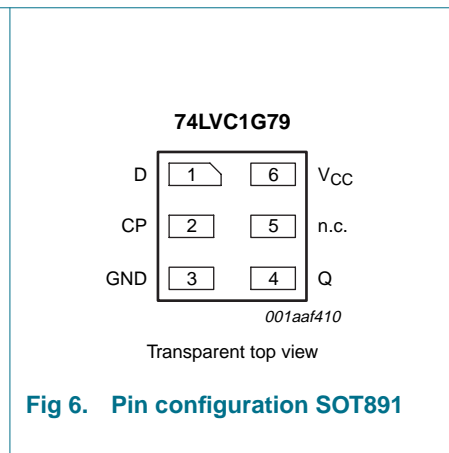 74LVC1G79
D 1 6 VCC
CP 2 5 n.c.
GND 3 4 Q
001aaf410
Transparent top view
Fig 6. Pin configuration SOT891